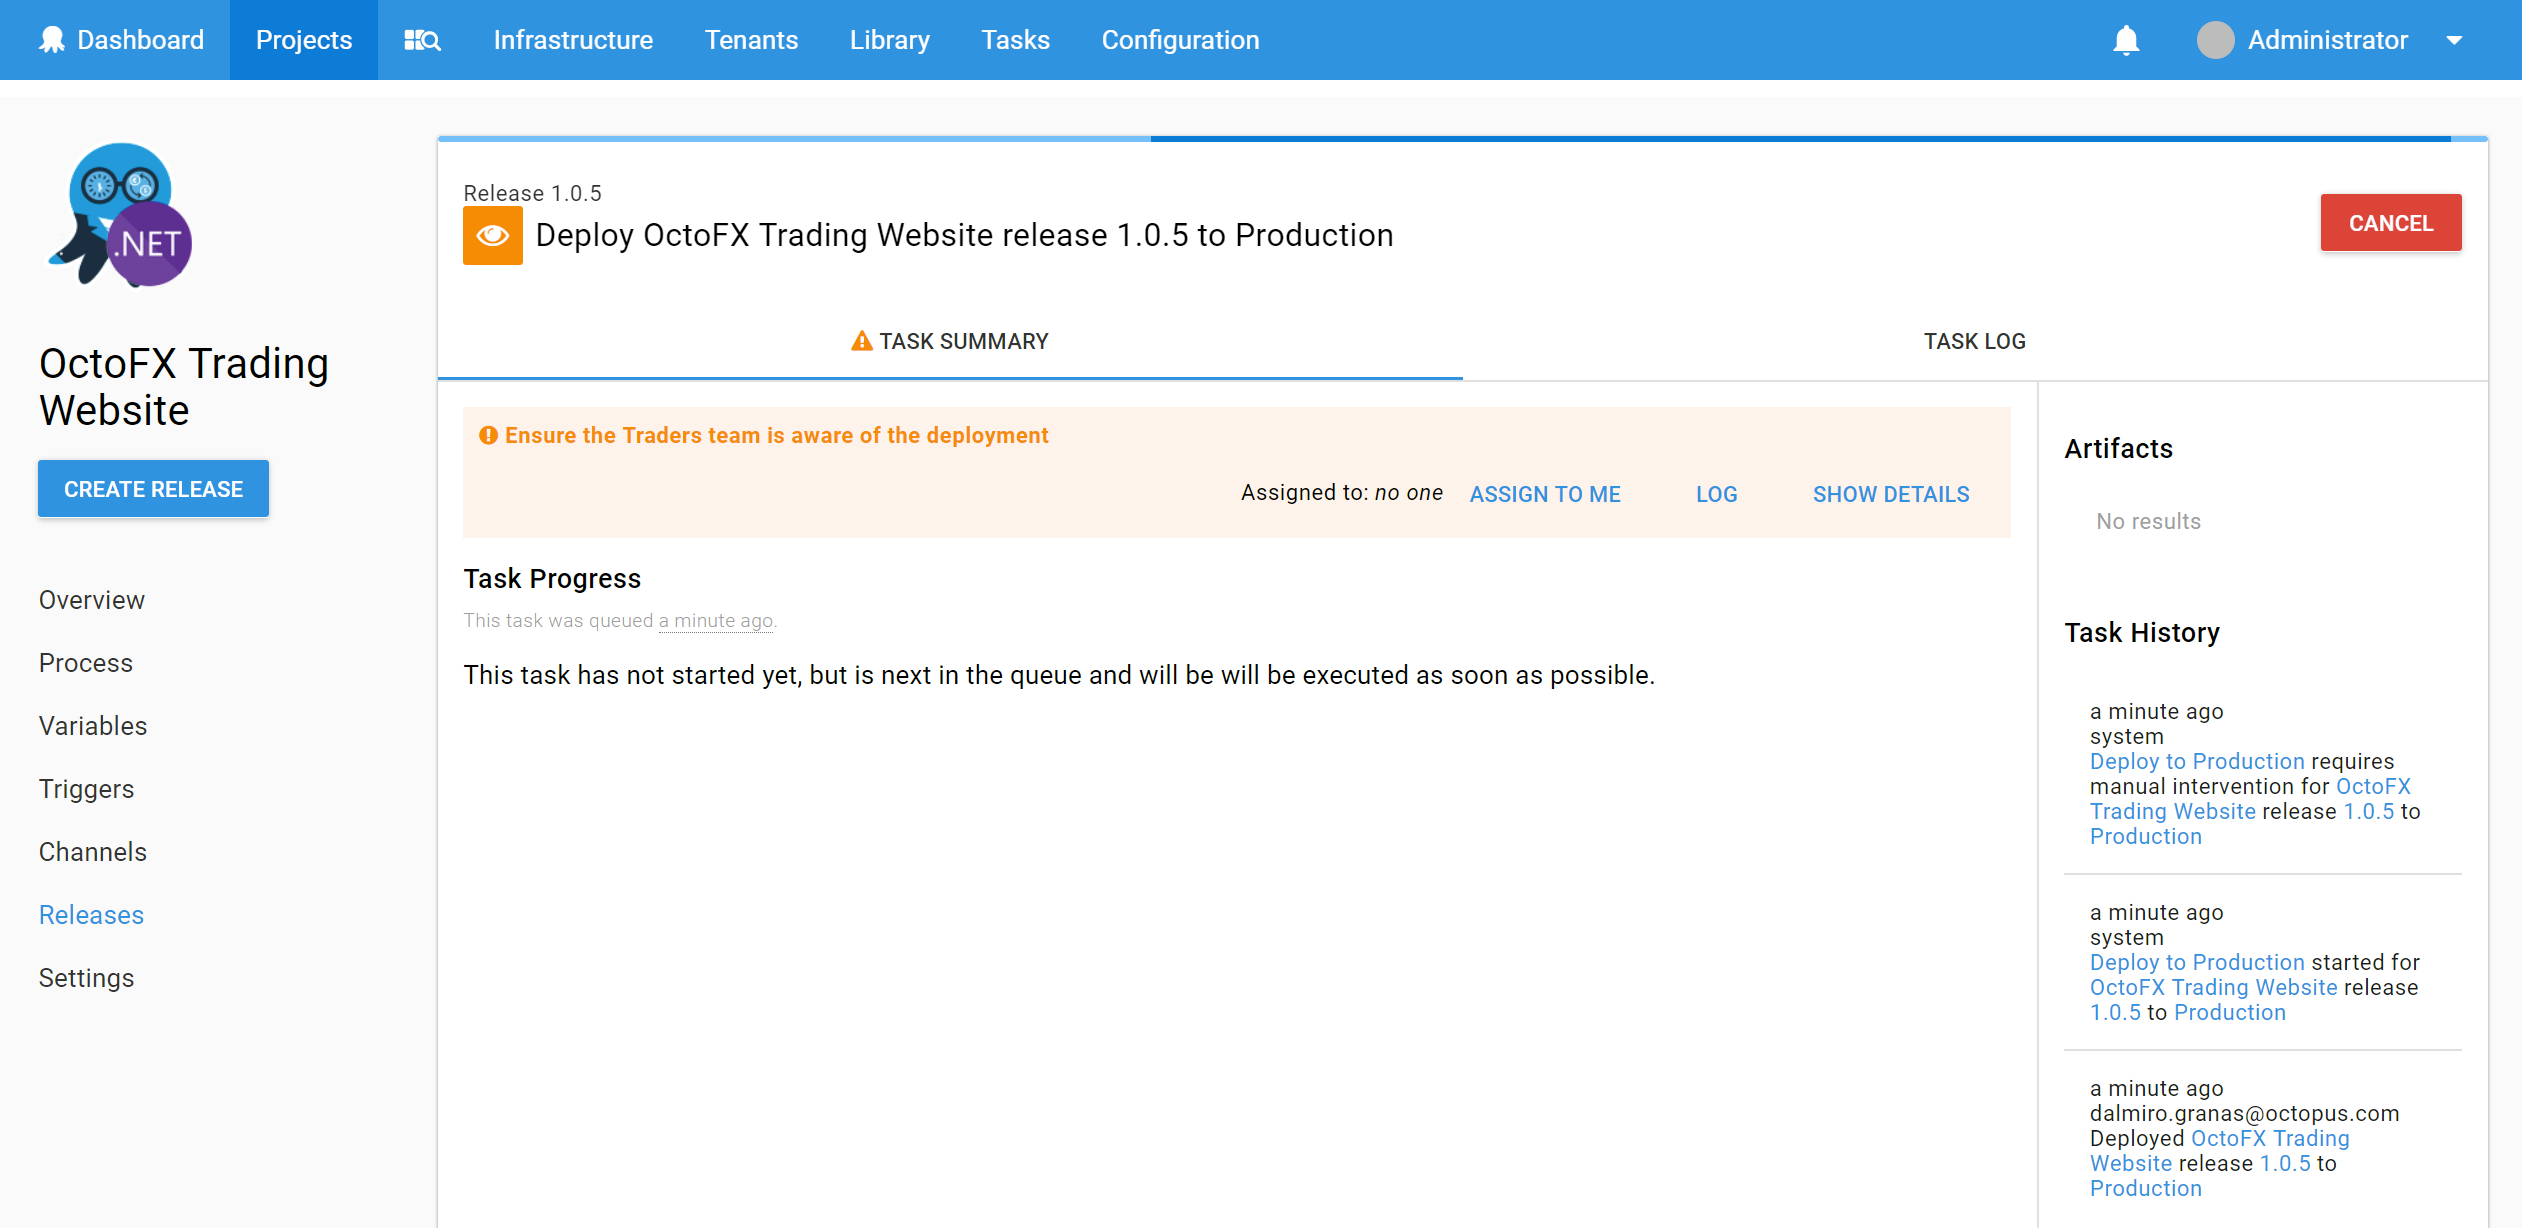 Dashboard Projects Infrastructure Tenants Library Tasks Configuration Administrator
.NET
OctoFX Trading
Website
CREATE RELEASE
Overview
Process
Variables
Triggers
Channels
Releases
Settings
Release 1.0.5
Deploy OctoFX Trading Website release 1.0.5 to Production
CANCEL
TASK SUMMARY TASK LOG
Ensure the Traders team is aware of the deployment
Assigned to: no one ASSIGN TO ME LOG SHOW DETAILS
Task Progress
This task was queued a minute ago.
This task has not started yet, but is next in the queue and will be will be executed as soon as possible.
Artifacts
No results
Task History
a minute ago
system
Deploy to Production requires
manual intervention for OctoFX
Trading Website release 1.0.5 to
Production
a minute ago
system
Deploy to Production started for
OctoFX Trading Website release
1.0.5 to Production
a minute ago
dalmiro.granas@octopus.com
Deployed OctoFX Trading
Website release 1.0.5 to
Production